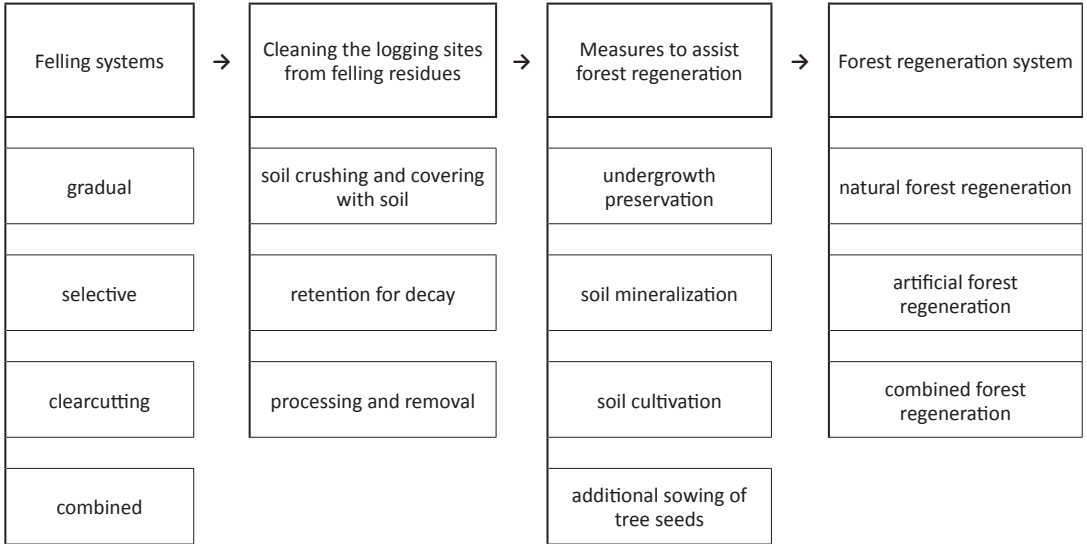 Felling systems
→
Cleaning the logging sites
from felling residues
→
Measures to assist
forest regeneration
→
Forest regeneration system
gradual
selective
clearcutting
combined
soil crushing and covering
with soil
retention for decay
processing and removal
undergrowth
preservation
soil mineralization
soil cultivation
additional sowing of
tree seeds
natural forest regeneration
artificial forest
regeneration
combined forest
regeneration